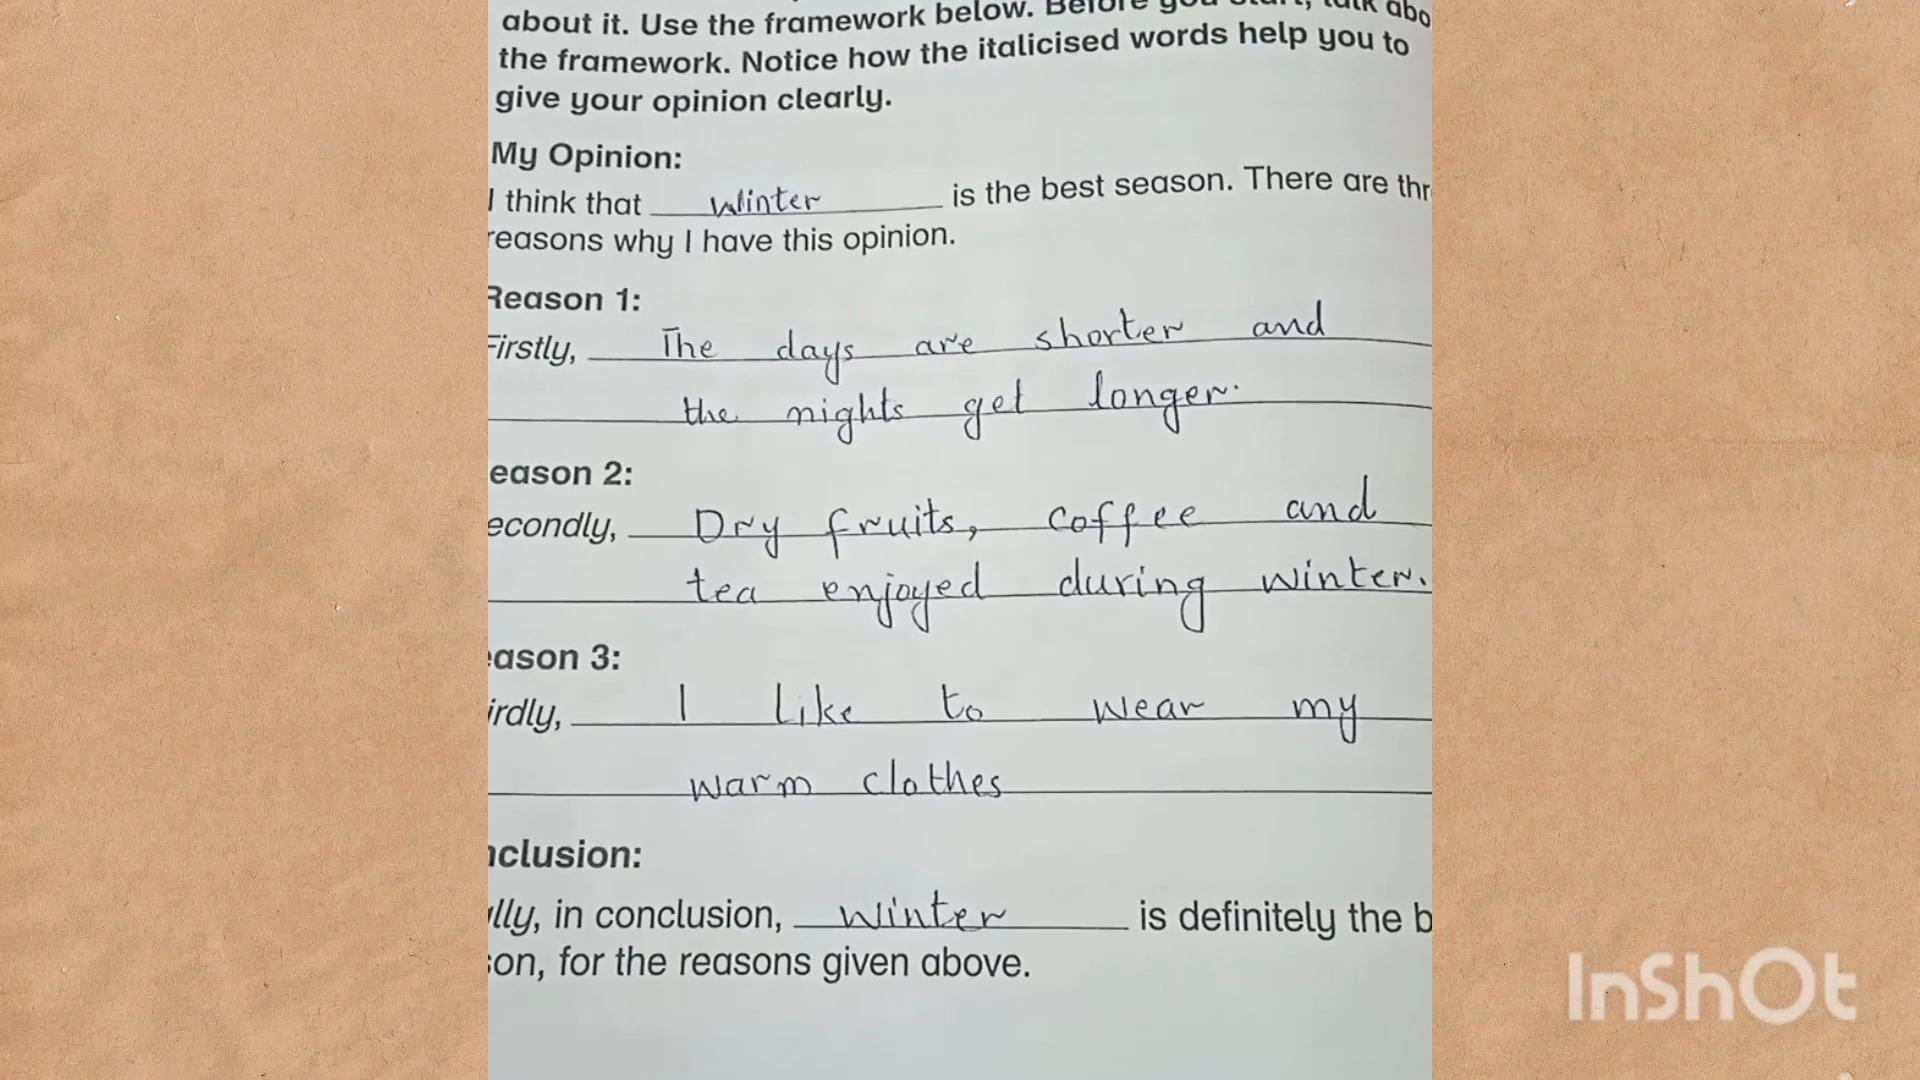 about it. Use the framework below. Before you start, talk abo
the framework. Notice how the italicised words help you to
give your opinion clearly.
My Opinion:
I think that Winter is the best season. There are thr
reasons why I have this opinion.
Reason 1:
Firstly, The days are shorter and
the nights get longer.
eason 2:
econdly, Dry fruits, coffee and
tea enjoyed during winter.
eason 3:
irdly, I like to wear my
warm clothes
nclusion:
lly, in conclusion, Winter is definitely the b
son, for the reasons given above.
InShOt